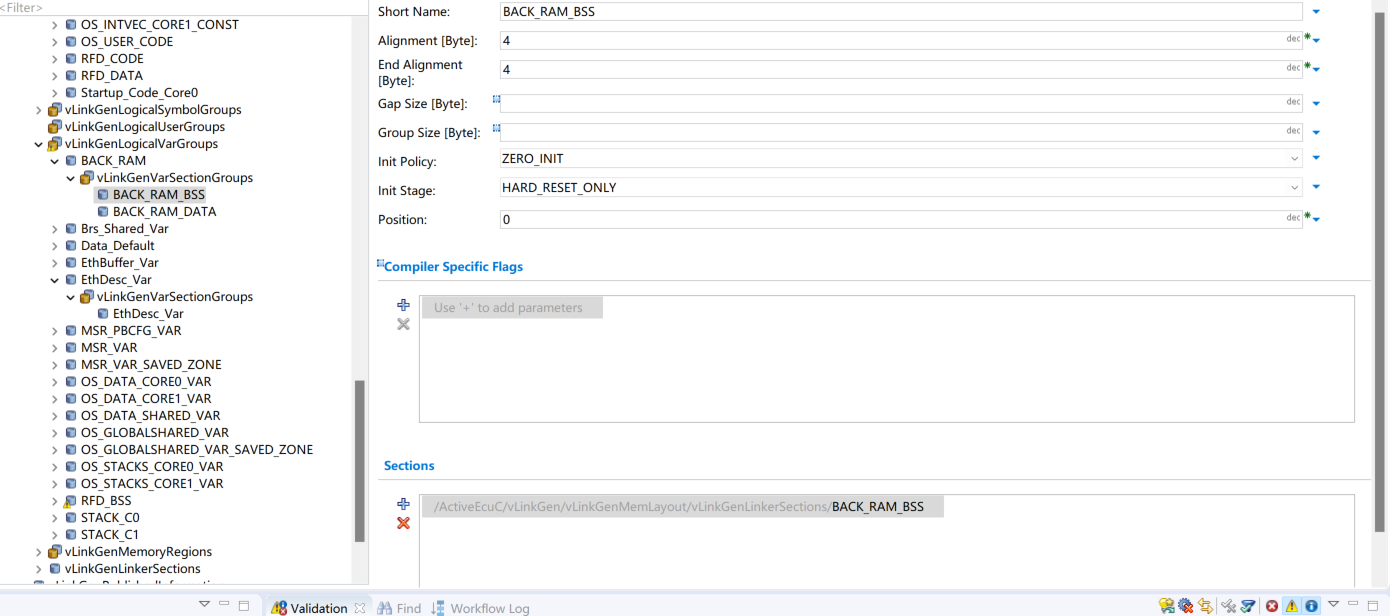 <Filter>
OS_INTVEC_CORE1_CONST
OS_USER_CODE
RFD_CODE
RFD_DATA
Startup_Code_Core0
vLinkGenLogicalSymbolGroups
vLinkGenLogicalUserGroups
vLinkGenLogicalVarGroups
BACK_RAM
vLinkGenVarSectionGroups
BACK_RAM_BSS
BACK_RAM_DATA
Brs_Shared_Var
Data_Default
EthBuffer_Var
EthDesc_Var
vLinkGenVarSectionGroups
EthDesc_Var
MSR_PBCFG_VAR
MSR_VAR
MSR_VAR_SAVED_ZONE
OS_DATA_CORE0_VAR
OS_DATA_CORE1_VAR
OS_DATA_SHARED_VAR
OS_GLOBALSHARED_VAR
OS_GLOBALSHARED_VAR_SAVED_ZONE
OS_STACKS_CORE0_VAR
OS_STACKS_CORE1_VAR
RFD_BSS
STACK_C0
STACK_C1
vLinkGenMemoryRegions
vLinkGenLinkerSections
Short Name: BACK_RAM_BSS
Alignment [Byte]: 4 dec
End Alignment
[Byte]: 4 dec
Gap Size [Byte]: dec
Group Size [Byte]: dec
Init Policy: ZERO_INIT
Init Stage: HARD_RESET_ONLY
Position: 0 dec
Compiler Specific Flags
Use '+' to add parameters
Sections
/ActiveEcuC/vLinkGen/vLinkGenMemLayout/vLinkGenLinkerSections/BACK_RAM_BSS
Validation Find Workflow Log